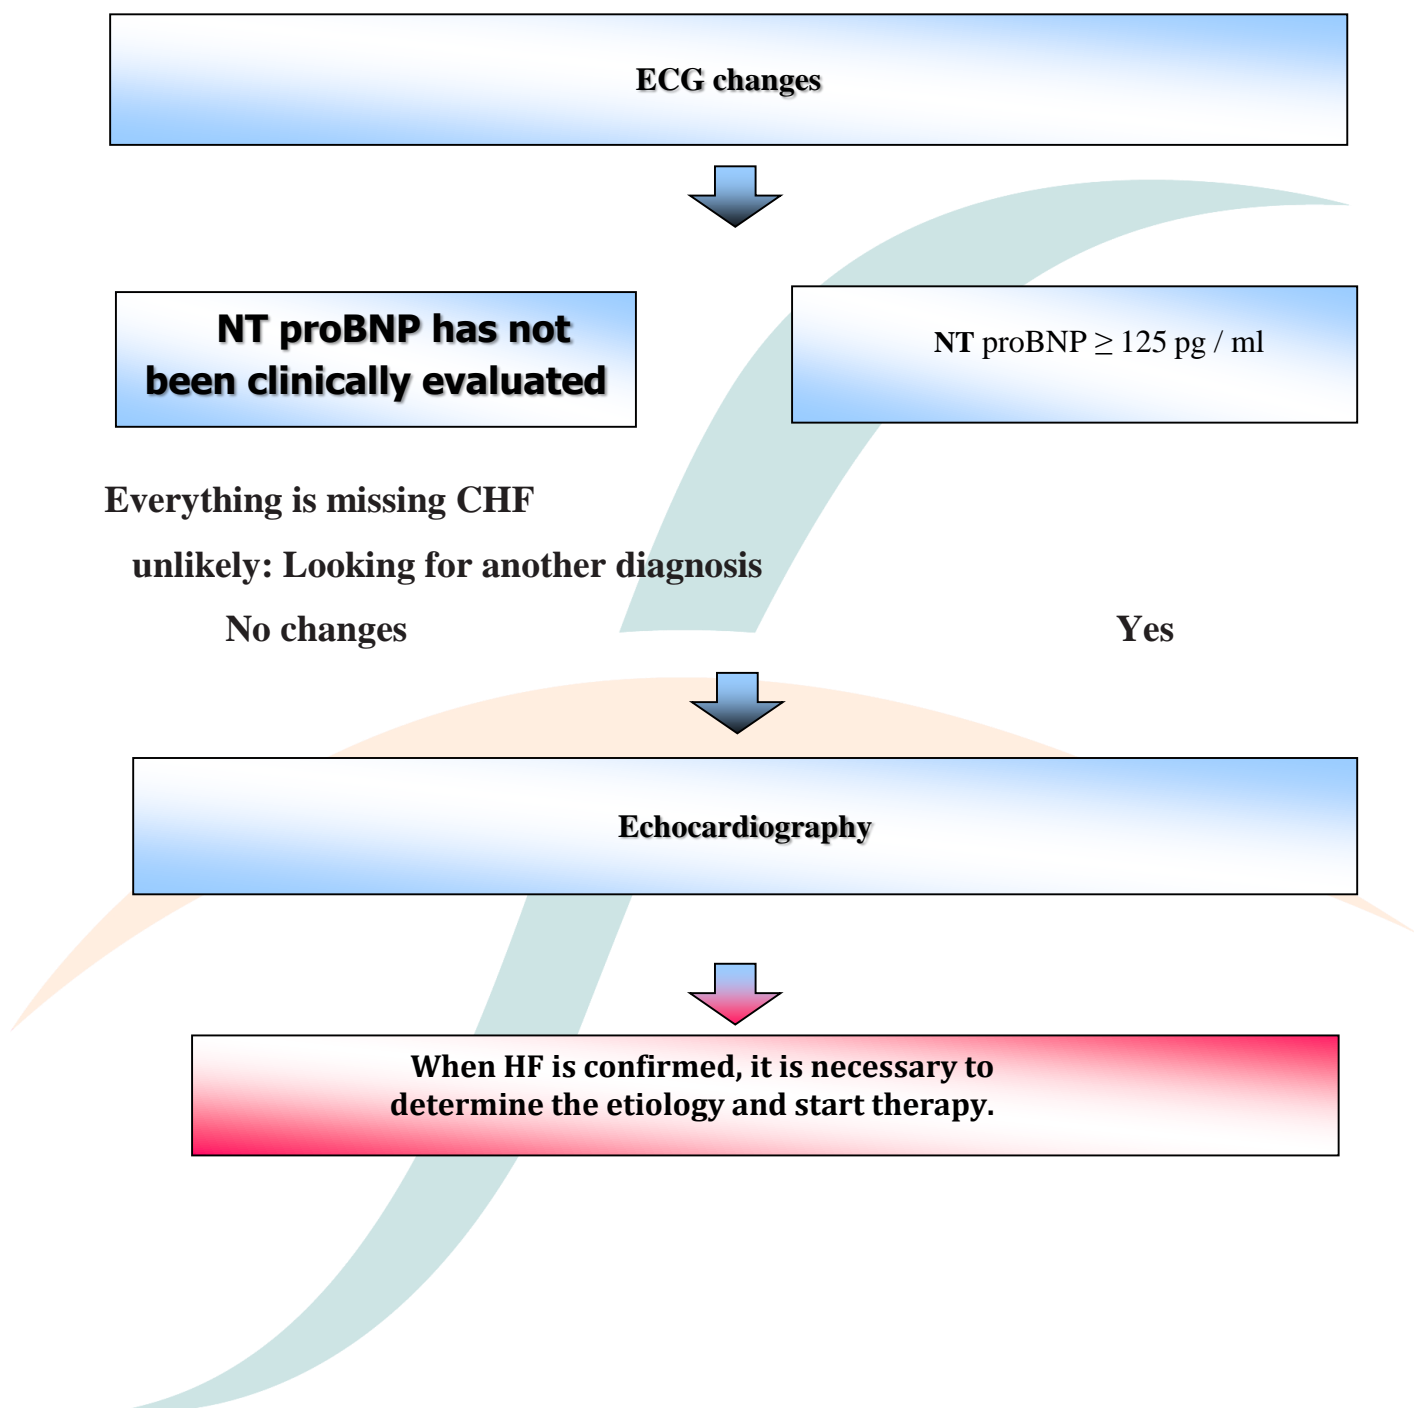 ECG changes
NT proBNP has not
been clinically evaluated
NT proBNP ≥ 125 pg / ml
Everything is missing CHF
unlikely: Looking for another diagnosis
No changes
Yes
Echocardiography
When HF is confirmed, it is necessary to
determine the etiology and start therapy.